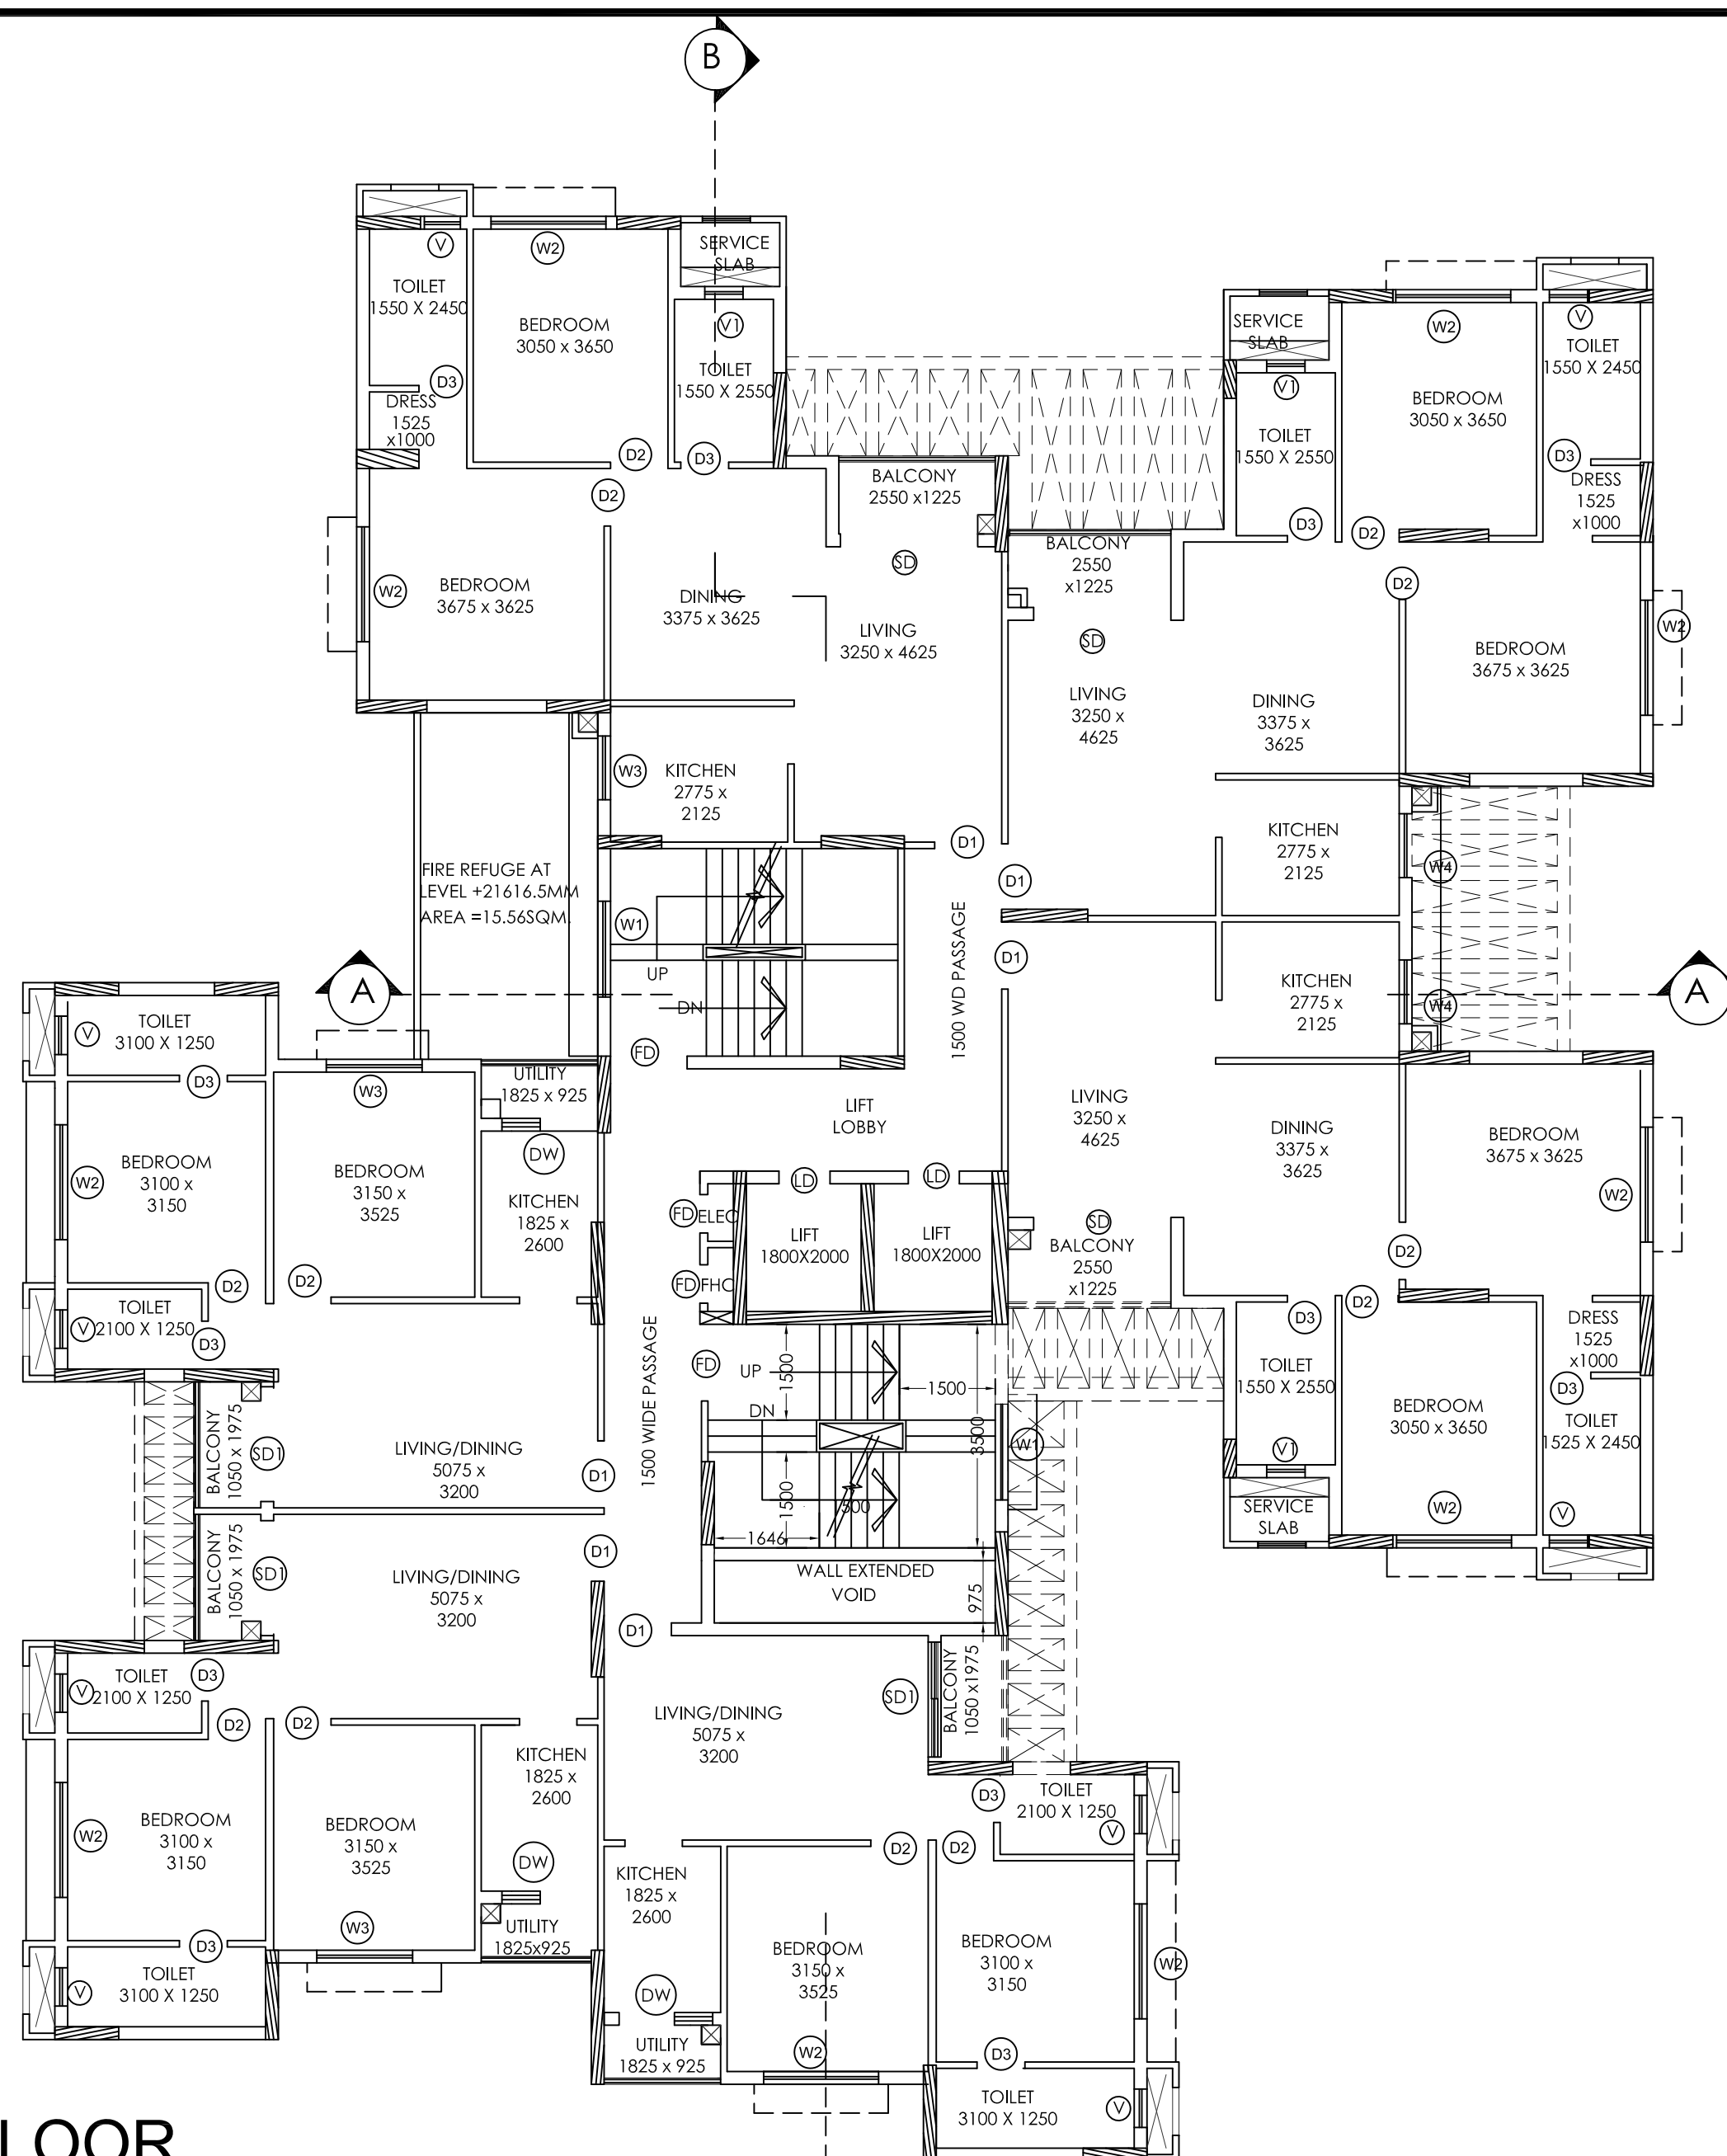 B
SERVICE
SLAB
V
W2
TOILET
1550 X 2450
BEDROOM
3050 x 3650
V1
TOILET
1550 X 2550
D3
DRESS
1525
x1000
D2
D3
D2
BALCONY
2550 x1225
SD
W2
BEDROOM
3675 x 3625
DINING
3375 x 3625
LIVING
3250 x 4625
W3
KITCHEN
2775 x
2125
D1
SERVICE
SLAB
W2
V
TOILET
1550 X 2450
V1
BEDROOM
3050 x 3650
TOILET
1550 X 2550
D3
DRESS
1525
x1000
D3
D2
BALCONY
2550
x1225
D2
SD
W2
BEDROOM
3675 x 3625
LIVING
3250 x
4625
DINING
3375 x
3625
KITCHEN
2775 x
2125
W4
D1
FIRE REFUGE AT
LEVEL +21616.5MM
AREA =15.56SQM.
W1
UP
DN
1500 WD PASSAGE
FD
A
A
D1
KITCHEN
2775 x
2125
W4
LIVING
3250 x
4625
DINING
3375 x
3625
BEDROOM
3675 x 3625
W2
SD
BALCONY
2550
x1225
D2
D2
D3
DRESS
1525
x1000
TOILET
1550 X 2550
D3
BEDROOM
3050 x 3650
TOILET
1525 X 2450
V1
W2
V
SERVICE
SLAB
LIFT
LOBBY
LD
LD
FD
ELEC
LIFT
1800X2000
LIFT
1800X2000
FD
FHC
FD
UP
DN
1500
1500
3500
1500
500
1646
W1
1500 WIDE PASSAGE
WALL EXTENDED
VOID
975
TOILET
3100 X 1250
V
D3
W3
UTILITY
1825 x 925
DW
BEDROOM
3100 x
3150
W2
BEDROOM
3150 x
3525
KITCHEN
1825 x
2600
D2
D2
TOILET
2100 X 1250
V
D3
BALCONY
1050 x 1975
SD1
LIVING/DINING
5075 x
3200
D1
BALCONY
1050 x 1975
SD1
LIVING/DINING
5075 x
3200
D1
TOILET
2100 X 1250
V
D3
D2
D2
KITCHEN
1825 x
2600
W2
BEDROOM
3100 x
3150
BEDROOM
3150 x
3525
DW
W3
UTILITY
1825x925
D3
TOILET
3100 X 1250
V
D1
LIVING/DINING
5075 x
3200
SD1
BALCONY
1050 x1975
D3
TOILET
2100 X 1250
V
D2
D2
KITCHEN
1825 x
2600
BEDROOM
3150 x
3525
BEDROOM
3100 x
3150
W2
DW
UTILITY
1825 x 925
W2
D3
TOILET
3100 X 1250
V
LOOR